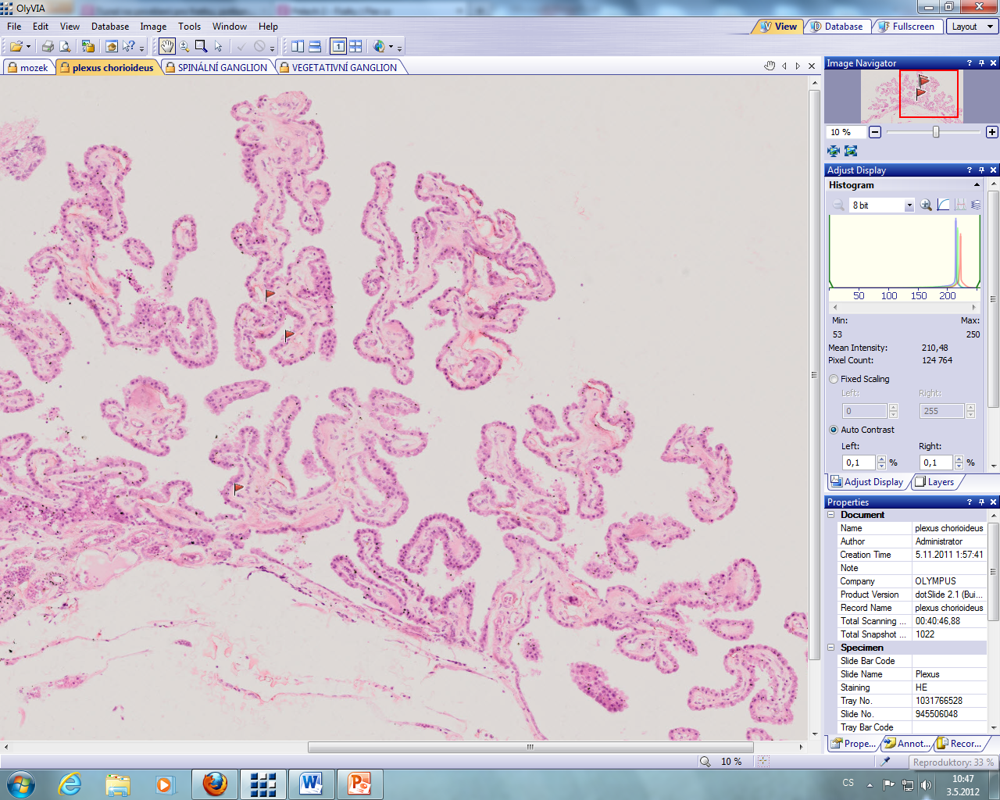 OlyVIA
File Edit View Database Image Tools Window Help
View Database Fullscreen Layout
1
mozek plexus chorioideus SPINÁLNÍ GANGLION VEGETATIVNÍ GANGLION
Image Navigator
10 %
Adjust Display
Histogram
8 bit
50 100 150 200
Min: Max:
53 250
Mean Intensity: 210,48
Pixel Count: 124 764
Fixed Scaling
Left: Right:
0 255
Auto Contrast
Left: Right:
0,1 % 0,1 %
Adjust Display Layers
Properties
Document
Name plexus chorioideus
Author Administrator
Creation Time 5.11.2011 1:57:41
Note
Company OLYMPUS
Product Version dotSlide 2.1 (Bui...
Record Name plexus chorioideus
Total Scanning ... 00:40:46,88
Total Snapshot ... 1022
Specimen
Slide Bar Code
Slide Name Plexus
Staining HE
Tray No. 1031766528
Slide No. 945506048
Tray Bar Code
Prope... Annot... Recor...
10 % Reproduktory: 33 %
CS 10:47
3.5.2012